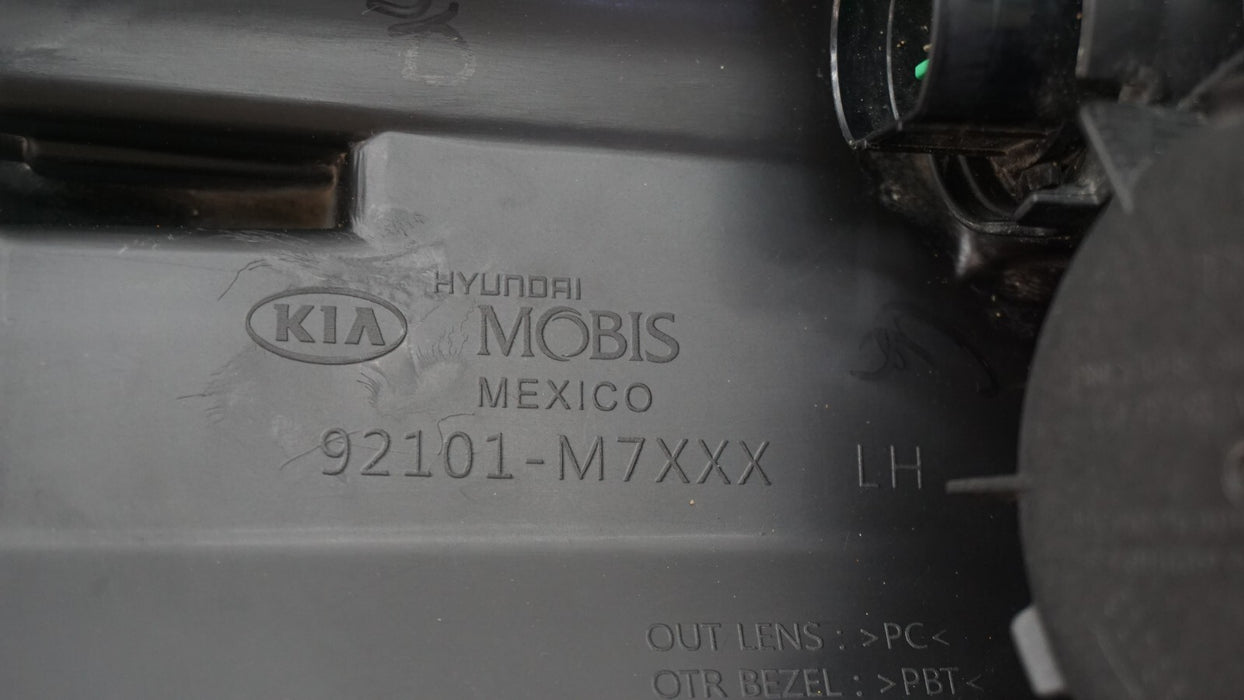 HYUNDAI
KIA MOBIS
MEXICO
92101-M7XXX LH
OUT LENS : >PC<
OTR BEZEL : >PBT<